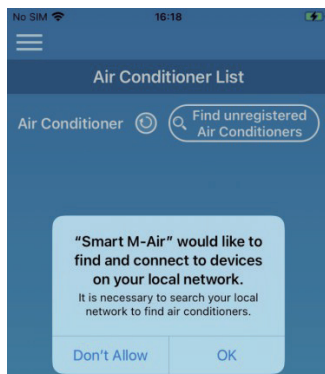 No SIM 16:18
Air Conditioner List
Air Conditioner
Find unregistered
Air Conditioners
“Smart M-Air” would like to
find and connect to devices
on your local network.
It is necessary to search your local
network to find air conditioners.
Don’t Allow OK